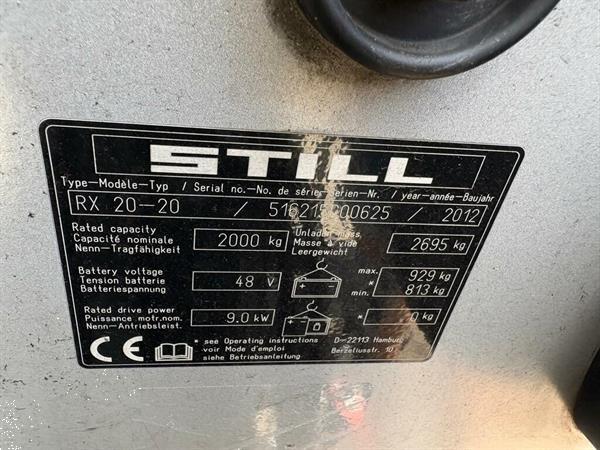 STILL
Type-Modèle-Typ / Serial no.-No. de série-Serien-Nr. / year-année-Baujahr
RX 20-20 / / 2012
Rated capacity
Capacité nominale
Nenn-Tragfähigkeit
2000 kg
Unladen mass
Masse à vide
Leergewicht
2695 kg
Battery voltage
Tension batterie
Batteriespannung
48 V
max. 929 kg
*
min. 813 kg
Rated drive power
Puissance motr.nom.
Nenn-Antriebsleist.
9.0 kW
* 0 kg
CE
* see Operating instructions
voir Mode d'emploi
siehe Betriebsanleitung
D-22113 Hamburg
Berzeliusstr. 10